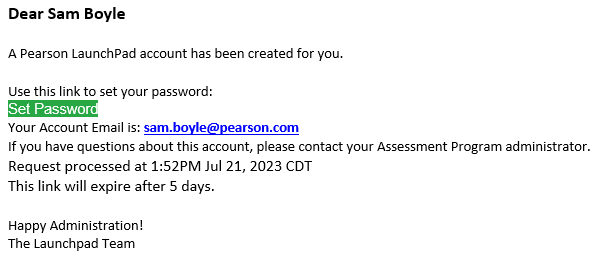 Dear Sam Boyle
A Pearson LaunchPad account has been created for you.
Use this link to set your password:
Set Password
Your Account Email is: sam.boyle@pearson.com
If you have questions about this account, please contact your Assessment Program administrator.
Request processed at 1:52PM Jul 21, 2023 CDT
This link will expire after 5 days.
Happy Administration!
The Launchpad Team